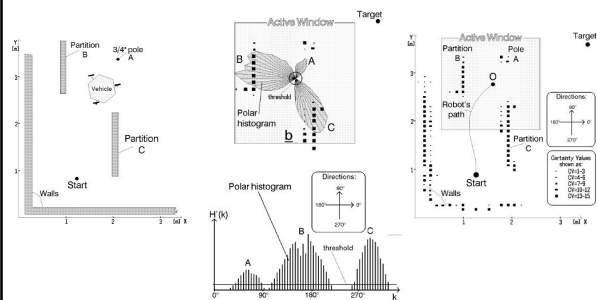 Y
[m]
3
2
1
Partition
B
3/4" pole
A
Vehicle
Partition
C
Start
Walls
1
2
3
[m] X
Active Window
Target
B
A
threshold
Polar
histogram
b
C
Polar histogram
Directions:
90°
180°
0°
270°
H(k)
A
B
C
threshold
0°
90°
180°
270°
k
Y
[m]
3
2
1
Active Window
Target
Partition
B
Pole
A
O
Robot's
path
Partition
C
Start
Walls
1
2
[m] X
Directions:
90°
180°
0°
270°
Certainty Values
shown as:
CV=1-3
CV=4-6
CV=7-9
CV=10-12
CV=13-15